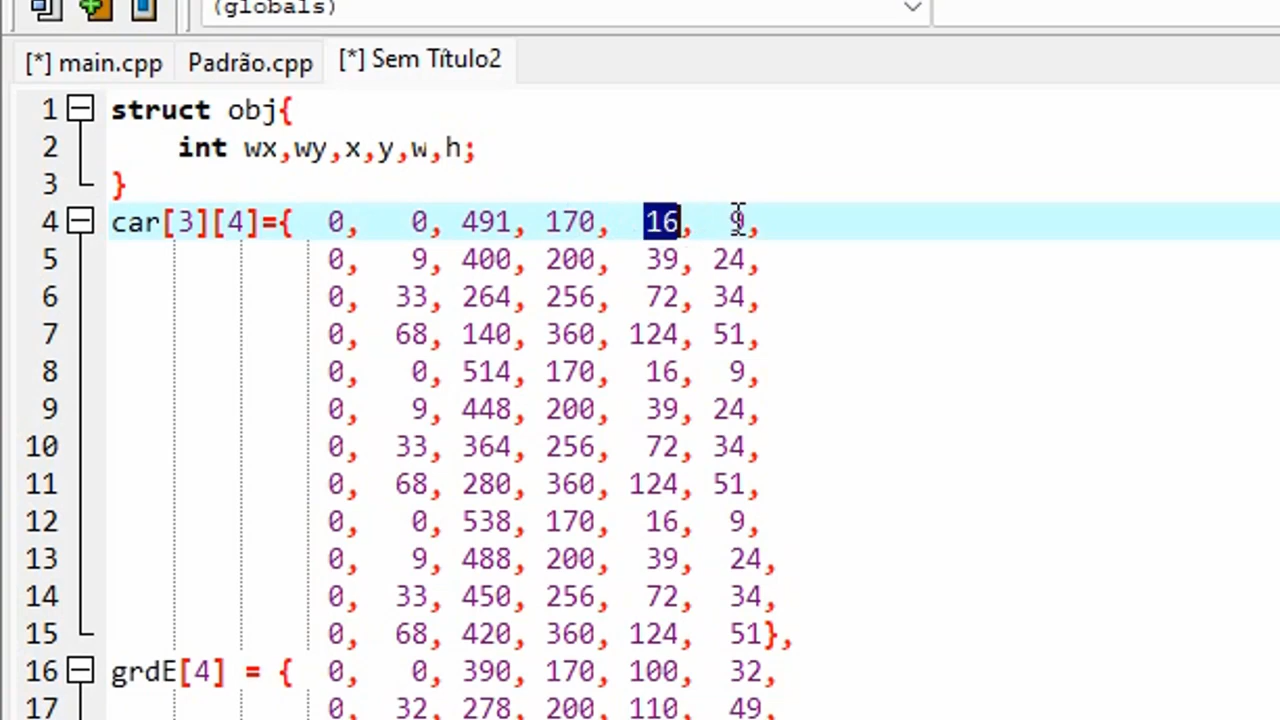 (globals)
[*] main.cpp Padrão.cpp [*] Sem Título2
1 struct obj{
2 int wx,wy,x,y,w,h;
3 }
4 car[3][4]={ 0, 0, 491, 170, 16, 9,
5 0, 9, 400, 200, 39, 24,
6 0, 33, 264, 256, 72, 34,
7 0, 68, 140, 360, 124, 51,
8 0, 0, 514, 170, 16, 9,
9 0, 9, 448, 200, 39, 24,
10 0, 33, 364, 256, 72, 34,
11 0, 68, 280, 360, 124, 51,
12 0, 0, 538, 170, 16, 9,
13 0, 9, 488, 200, 39, 24,
14 0, 33, 450, 256, 72, 34,
15 0, 68, 420, 360, 124, 51},
16 grdE[4] = { 0, 0, 390, 170, 100, 32,
17 0, 32, 278, 200, 110, 49,